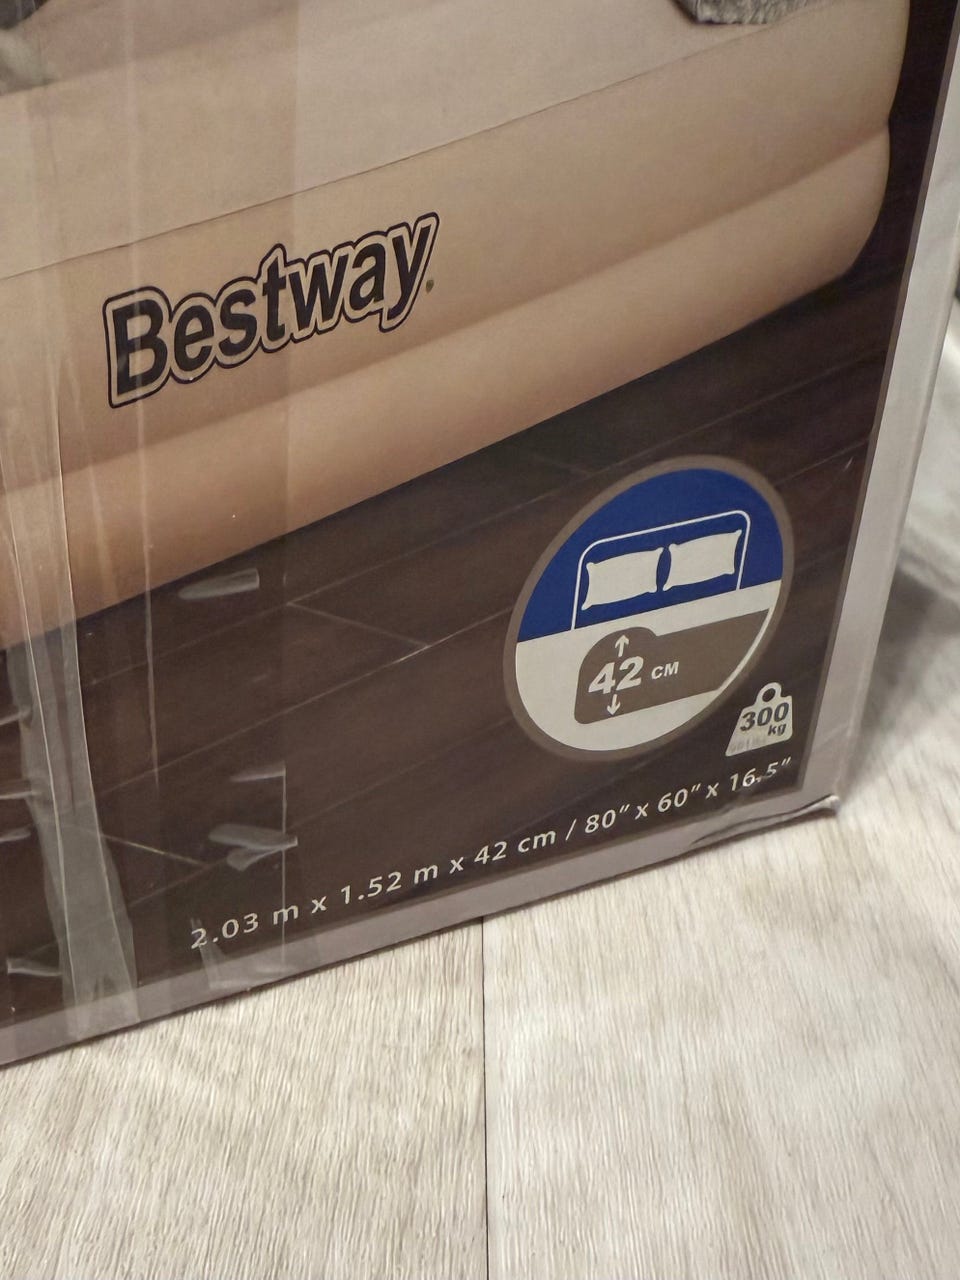 Bestway
42 CM
300
kg
2.03 m x 1.52 m x 42 cm / 80" x 60" x 16.5"